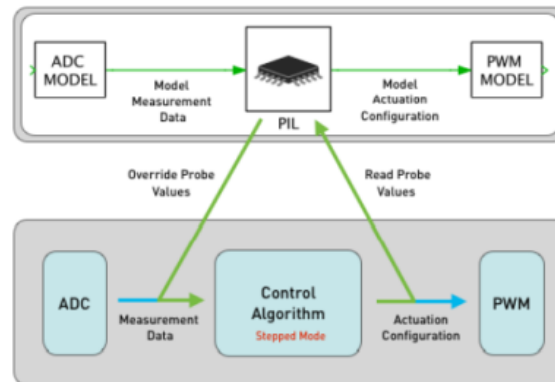 ADC
MODEL
PWM
MODEL
Model
Measurement
Data
Model
Actuation
Configuration
PIL
Override Probe
Values
Read Probe
Values
ADC
Control
Algorithm
Stepped Mode
PWM
Measurement
Data
Actuation
Configuration